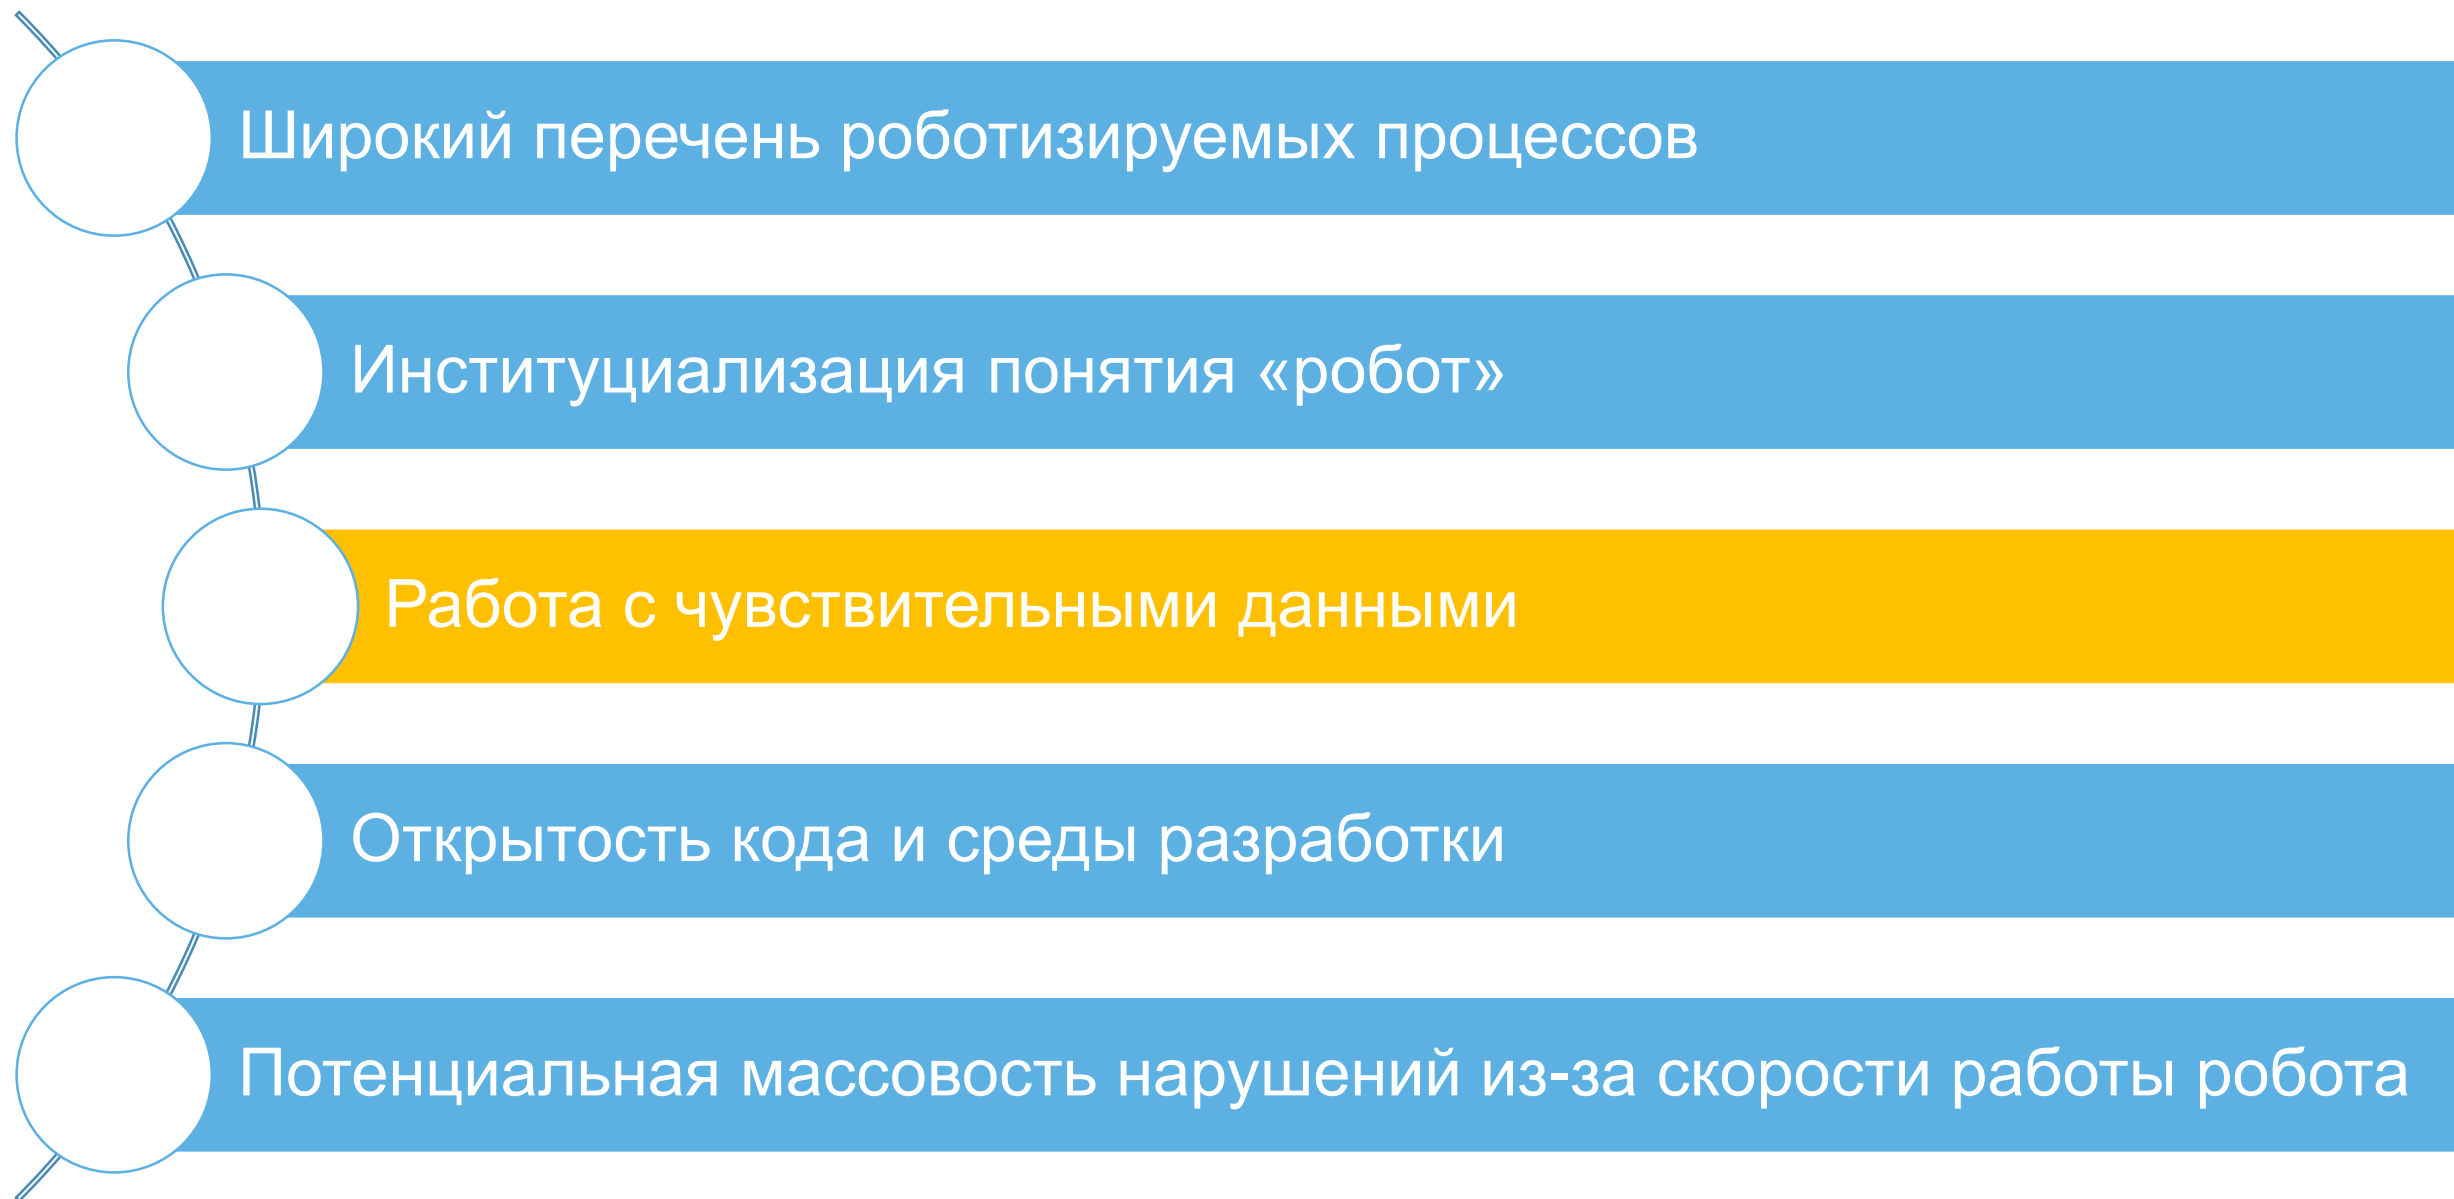 Широкий перечень роботизируемых процессов
Институциализация понятия «робот»
Работа с чувствительными данными
Открытость кода и среды разработки
Потенциальная массовость нарушений из-за скорости работы робота